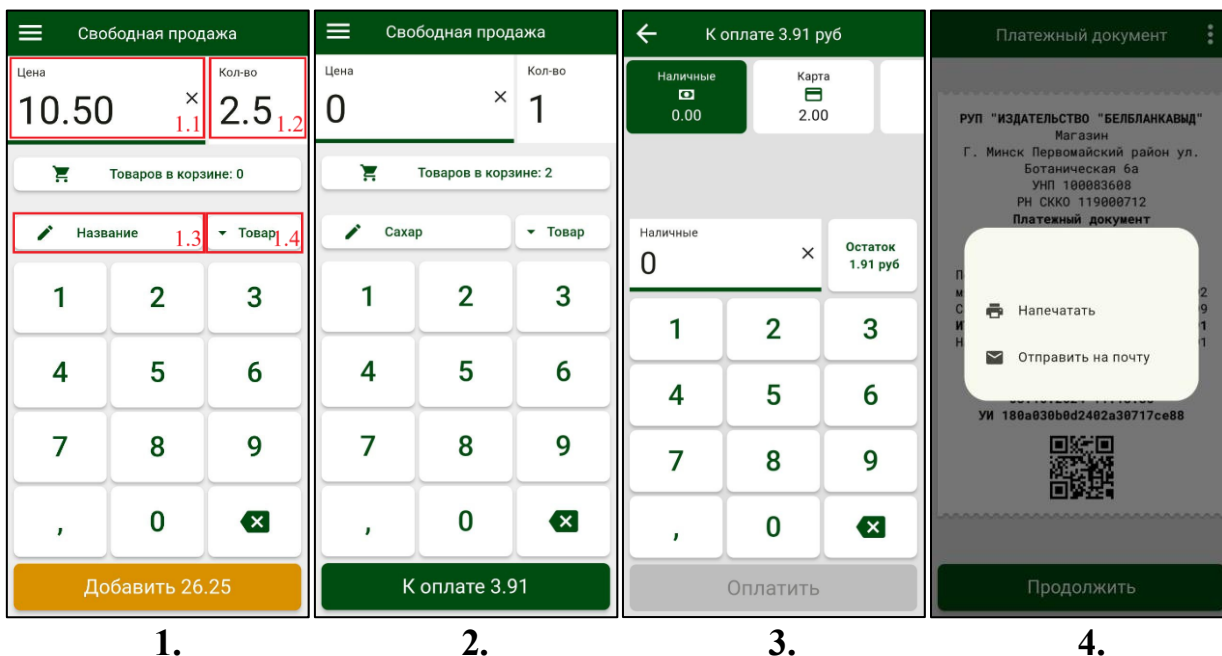 Свободная продажа
Цена
Кол-во
10.50 × 1.1
2.5 1.2
Товаров в корзине: 0
Название 1.3
Товар 1.4
1 2 3
4 5 6
7 8 9
, 0
Добавить 26.25
1.
Свободная продажа
Цена
Кол-во
0 ×
1
Товаров в корзине: 2
Сахар
Товар
1 2 3
4 5 6
7 8 9
, 0
К оплате 3.91
2.
К оплате 3.91 руб
Наличные
0.00
Карта
2.00
Наличные
0 ×
Остаток
1.91 руб
1 2 3
4 5 6
7 8 9
, 0
Оплатить
3.
Платежный документ
РУП "ИЗДАТЕЛЬСТВО "БЕЛБЛАНКАВЫД"
Магазин
Г. Минск Первомайский район ул.
Ботаническая 6а
УНП 100083608
РН СККО 119000712
Платежный документ
Напечатать
Отправить на почту
УИ 180a030b0d2402a30717ce88
Продолжить
4.